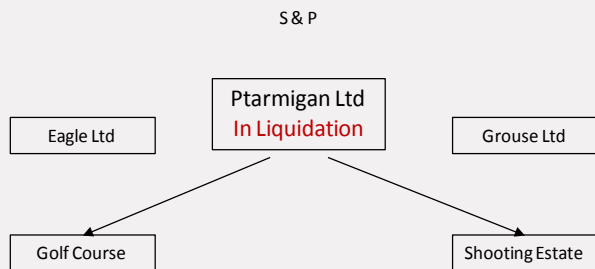 S & P
Ptarmigan Ltd
In Liquidation
Eagle Ltd
Grouse Ltd
Golf Course
Shooting Estate